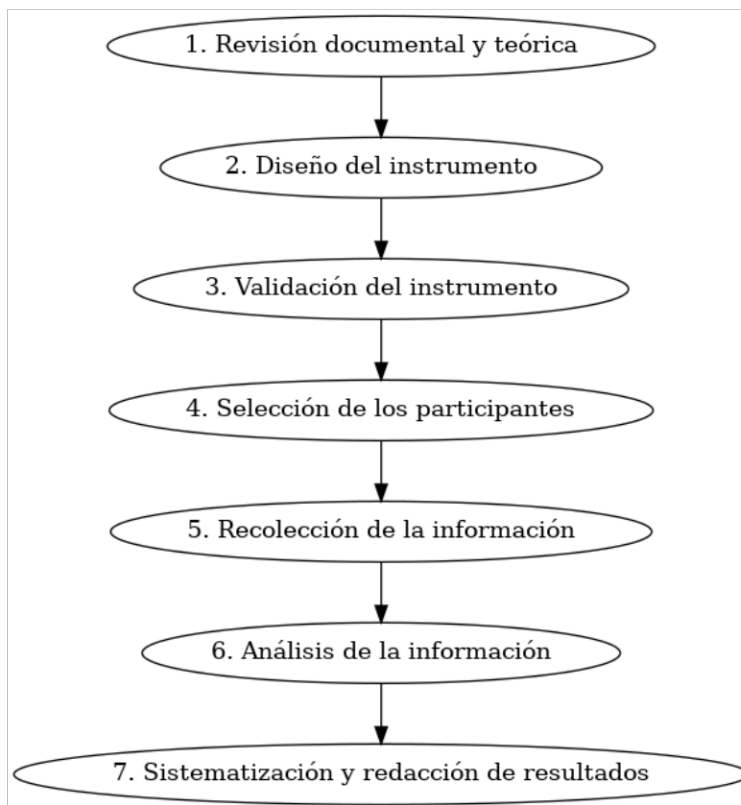 1. Revisión documental y teórica
2. Diseño del instrumento
3. Validación del instrumento
4. Selección de los participantes
5. Recolección de la información
6. Análisis de la información
7. Sistematización y redacción de resultados